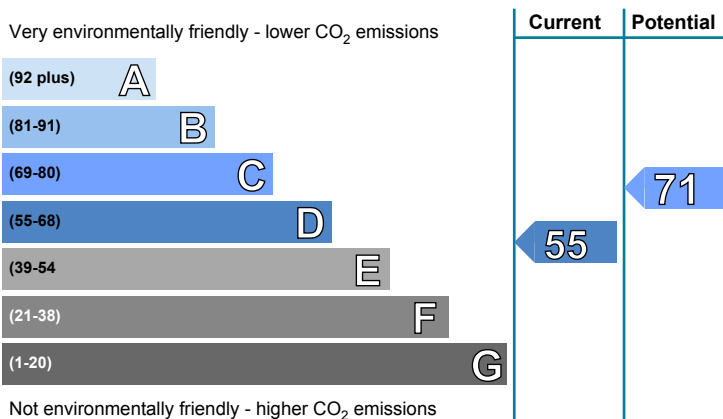 Very environmentally friendly - lower CO₂ emissions
Current
Potential
(92 plus) A
(81-91) B
(69-80) C
(55-68) D
(39-54 E
(21-38) F
(1-20) G
55
71
Not environmentally friendly - higher CO₂ emissions